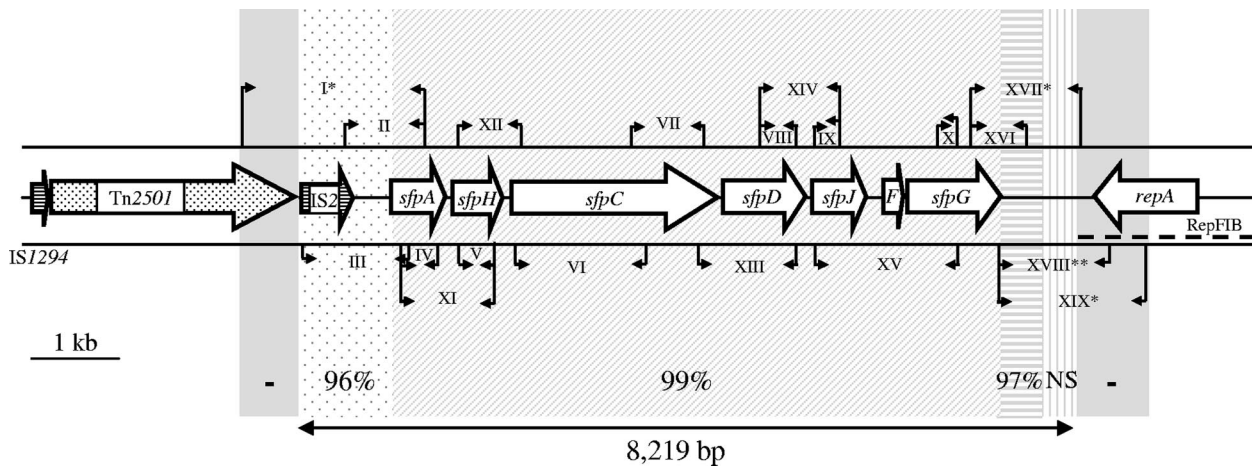 I* XIV XVII*
II XII VII VIII IX X XVI
Tn2501 IS2 sfpA sfpH sfpC sfpD sfpJ F sfpG repA
RepFIB
IS1294 III IV V VI XIII XV XVIII**
XI XIX*
1 kb
- 96% 99% 97% NS -
8,219 bp